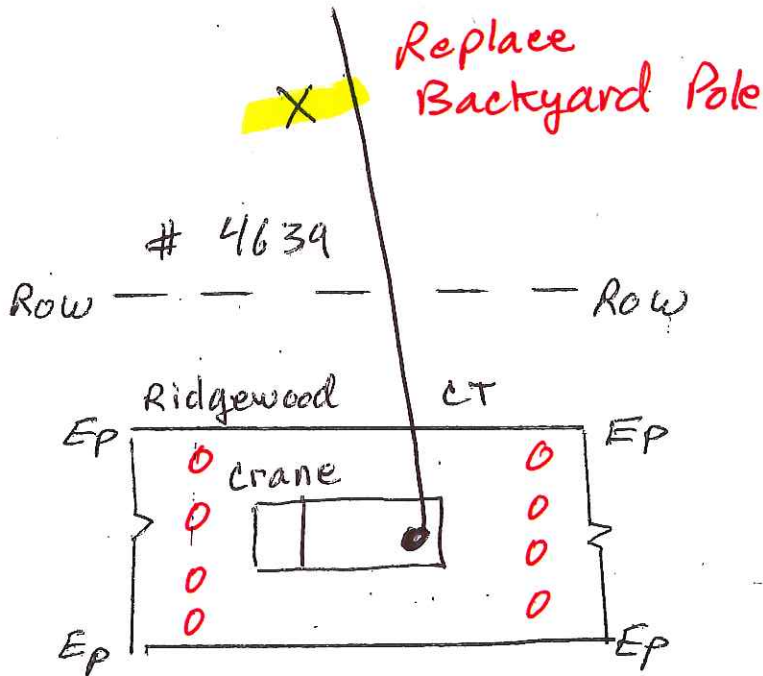 Replace
Backyard Pole
X
# 4639
Row Row
Ridgewood CT
Ep Ep
Crane
Ep Ep